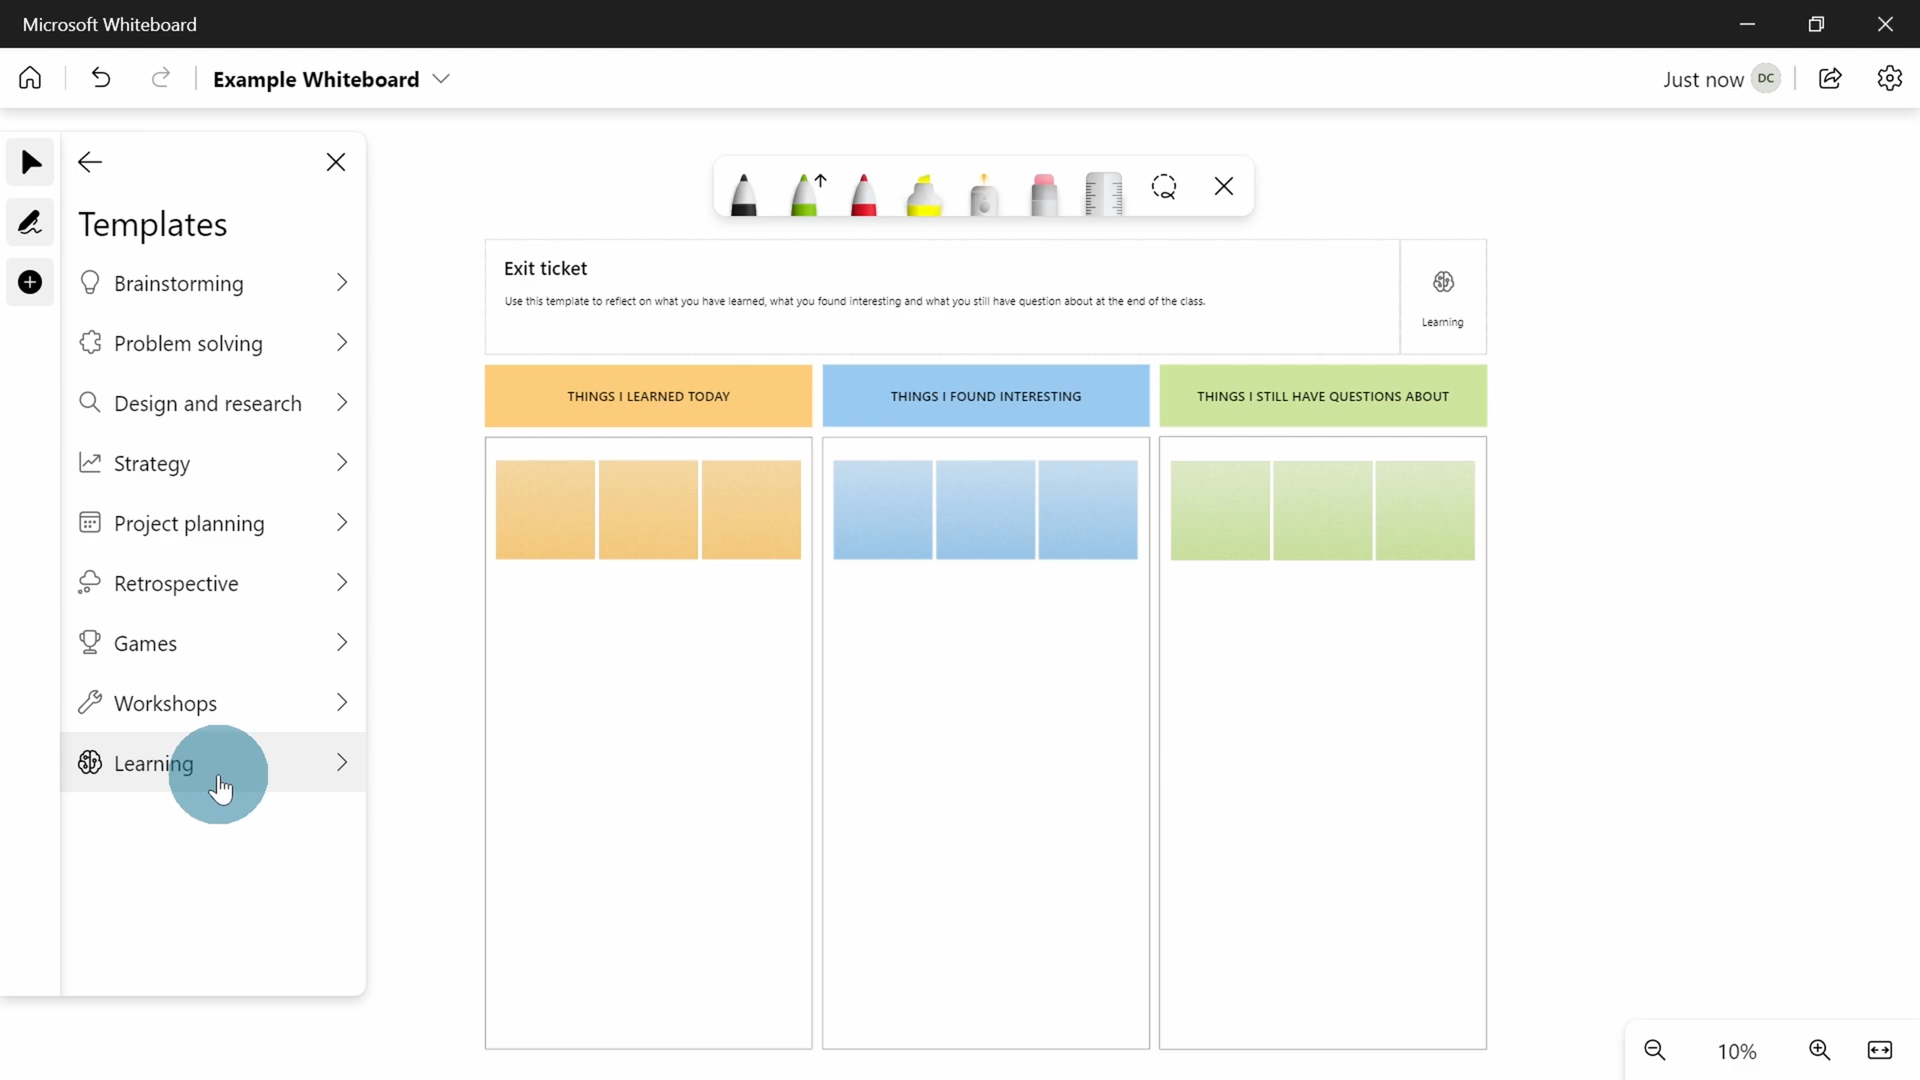 Microsoft Whiteboard
Example Whiteboard
Just now DC
Templates
Brainstorming
Problem solving
Design and research
Strategy
Project planning
Retrospective
Games
Workshops
Learning
Exit ticket
Use this template to reflect on what you have learned, what you found interesting and what you still have question about at the end of the class.
Learning
THINGS I LEARNED TODAY
THINGS I FOUND INTERESTING
THINGS I STILL HAVE QUESTIONS ABOUT
10%